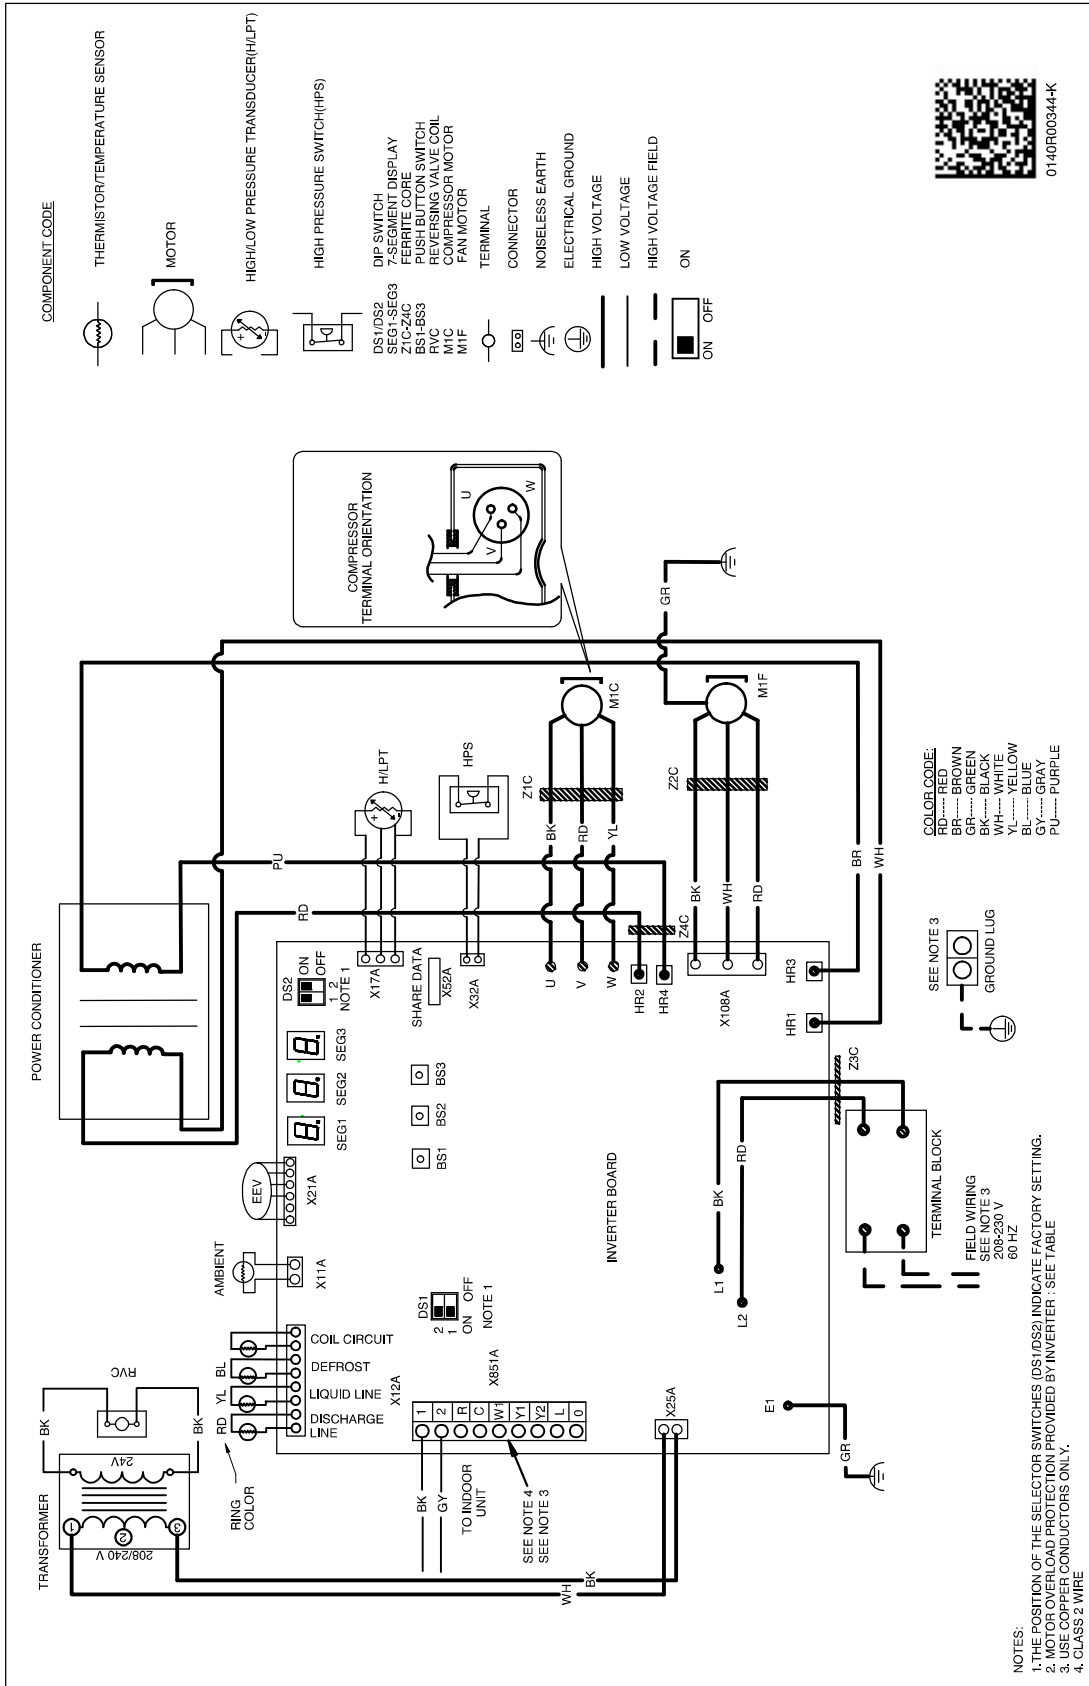 COMPONENT CODE
THERMISTOR/TEMPERATURE SENSOR
MOTOR
HIGH/LOW PRESSURE TRANSDUCER(H/LPT)
HIGH PRESSURE SWITCH(HPS)
DS1/DS2 DIP SWITCH
SEG1-SEG3 7-SEGMENT DISPLAY
Z1C-Z4C FERRITE CORE
BS1-BS3 PUSH BUTTON SWITCH
RVC REVERSING VALVE COIL
M1C COMPRESSOR MOTOR
M1F FAN MOTOR
TERMINAL
CONNECTOR
NOISELESS EARTH
ELECTRICAL GROUND
HIGH VOLTAGE
LOW VOLTAGE
HIGH VOLTAGE FIELD
ON
ON OFF
0140R00344-K
COMPRESSOR
TERMINAL ORIENTATION
U
V
W
POWER CONDITIONER
PU
RD
H/LPT
HPS
Z1C
BK
RD
YL
M1C
Z2C
BK
WH
RD
M1F
GR
BR
WH
TRANSFORMER
208/240 V
24V
1
2
3
BK
BK
RVC
RING
COLOR
RD
YL
BL
AMBIENT
EEV
COIL CIRCUIT
DEFROST
LIQUID LINE
DISCHARGE
LINE
X12A
X11A
X21A
SEG1
SEG2
SEG3
8.
8.
8.
DS2
ON
OFF
1 2
NOTE 1
X17A
SHARE DATA
X52A
X32A
BS1
BS2
BS3
DS1
2
1
ON OFF
NOTE 1
X851A
1
2
R
C
W1
Y1
Y2
L
0
BK
GY
TO INDOOR
UNIT
SEE NOTE 4
SEE NOTE 3
WH
BK
X25A
INVERTER BOARD
U
V
W
HR2
HR4
Z4C
X108A
HR1
HR3
L1
L2
BK
RD
Z3C
E1
GR
TERMINAL BLOCK
FIELD WIRING
SEE NOTE 3
208-230 V
60 HZ
SEE NOTE 3
GROUND LUG
COLOR CODE:
RD----- RED
BR----- BROWN
GR----- GREEN
BK----- BLACK
WH----- WHITE
YL----- YELLOW
BL----- BLUE
GY----- GRAY
PU----- PURPLE
NOTES:
1.THE POSITION OF THE SELECTOR SWITCHES (DS1/DS2) INDICATE FACTORY SETTING.
2. MOTOR OVERLOAD PROTECTION PROVIDED BY INVERTER : SEE TABLE
3. USE COPPER CONDUCTORS ONLY.
4. CLASS 2 WIRE